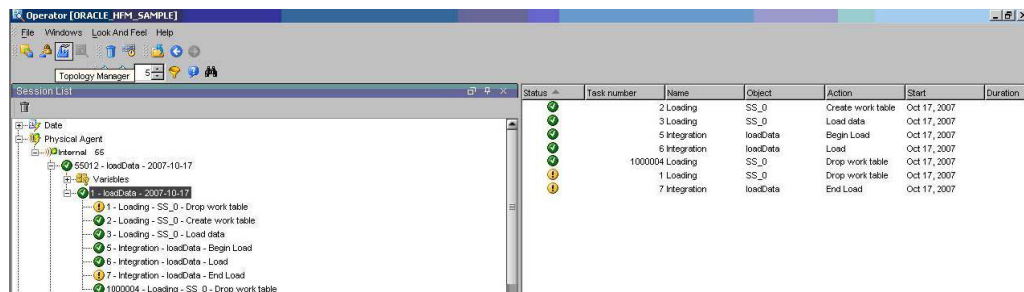 Operator [ORACLE_HFM_SAMPLE]
File Windows Look And Feel Help
Topology Manager
5
Session List
Date
Physical Agent
Internal 66
55012 - loadData - 2007-10-17
Variables
1 - loadData - 2007-10-17
1 - Loading - SS_0 - Drop work table
2 - Loading - SS_0 - Create work table
3 - Loading - SS_0 - Load data
5 - Integration - loadData - Begin Load
6 - Integration - loadData - Load
7 - Integration - loadData - End Load
1000004 - Loading - SS_0 - Drop work table
Status Task number Name Object Action Start Duration
2 Loading SS_0 Create work table Oct 17, 2007
3 Loading SS_0 Load data Oct 17, 2007
5 Integration loadData Begin Load Oct 17, 2007
6 Integration loadData Load Oct 17, 2007
1000004 Loading SS_0 Drop work table Oct 17, 2007
1 Loading SS_0 Drop work table Oct 17, 2007
7 Integration loadData End Load Oct 17, 2007